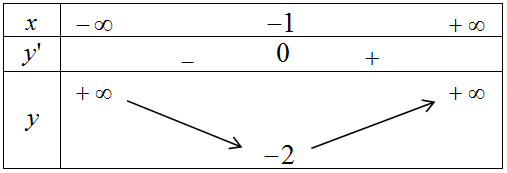 x −∞ −1 +∞
y' − 0 +
+∞ +∞
y
−2